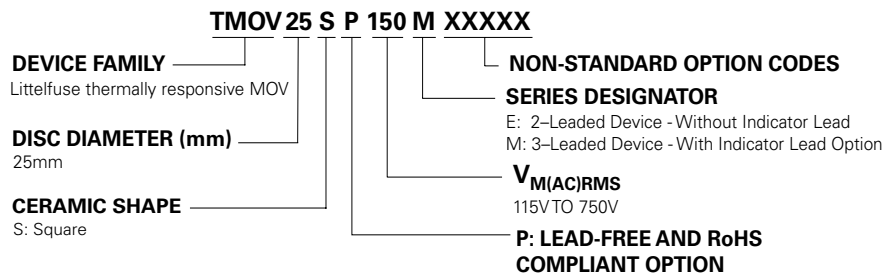 TMOV 25 S P 150 M XXXXX
DEVICE FAMILY
Littelfuse thermally responsive MOV
DISC DIAMETER (mm)
25mm
CERAMIC SHAPE
S: Square
NON-STANDARD OPTION CODES
SERIES DESIGNATOR
E: 2–Leaded Device - Without Indicator Lead
M: 3–Leaded Device - With Indicator Lead Option
VM(AC)RMS
115V TO 750V
P: LEAD-FREE AND RoHS
COMPLIANT OPTION